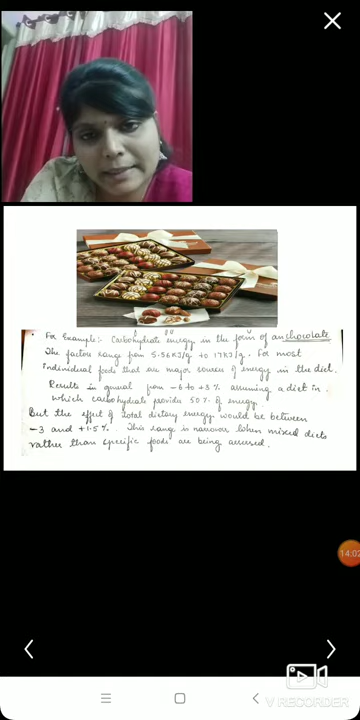 For Example:- Carbohydrate energy in the form of an chocolate
The factors range from 5.56KJ/g to 17KJ/g. For most
individual foods that are major source of energy in the diet.
Results in general from -6 to +3% assuming a diet in
which carbohydrate provide 50% of energy.
But the effect of total dietary energy would be between
-3 and +1.5%. This range is narrower when mixed diets
rather than specific foods are being assessed.
14:02
V RECORDER